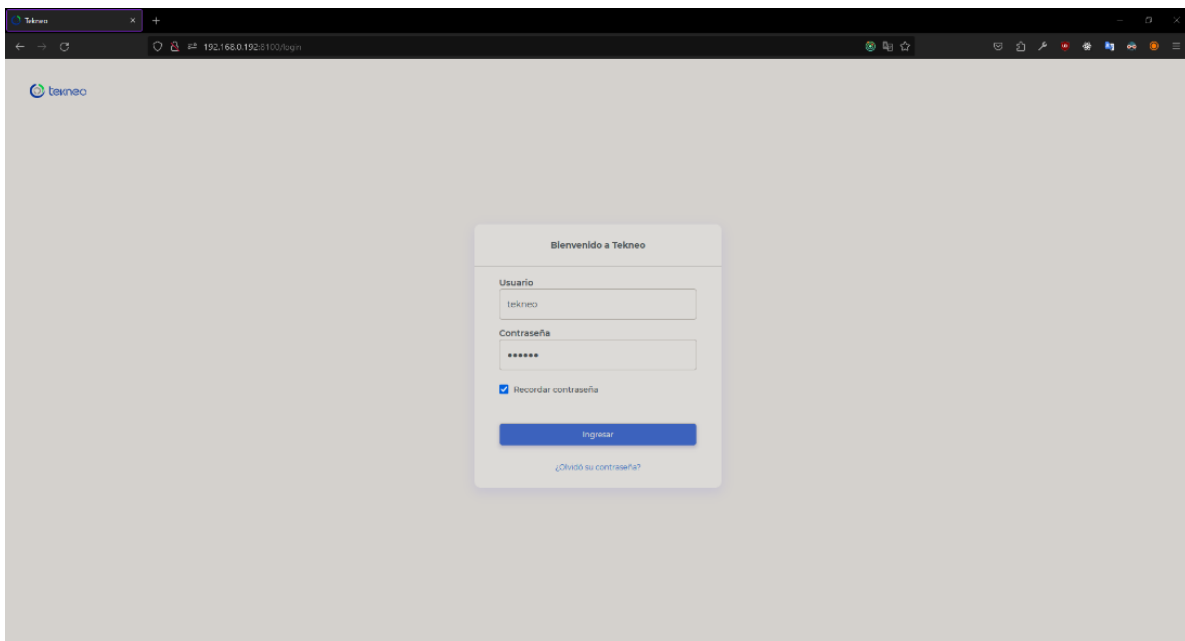 Tekneo
192.168.0.192:8100/login
tekneo
Bienvenido a Tekneo
Usuario
tekneo
Contraseña
Recordar contraseña
Ingresar
¿Olvidó su contraseña?